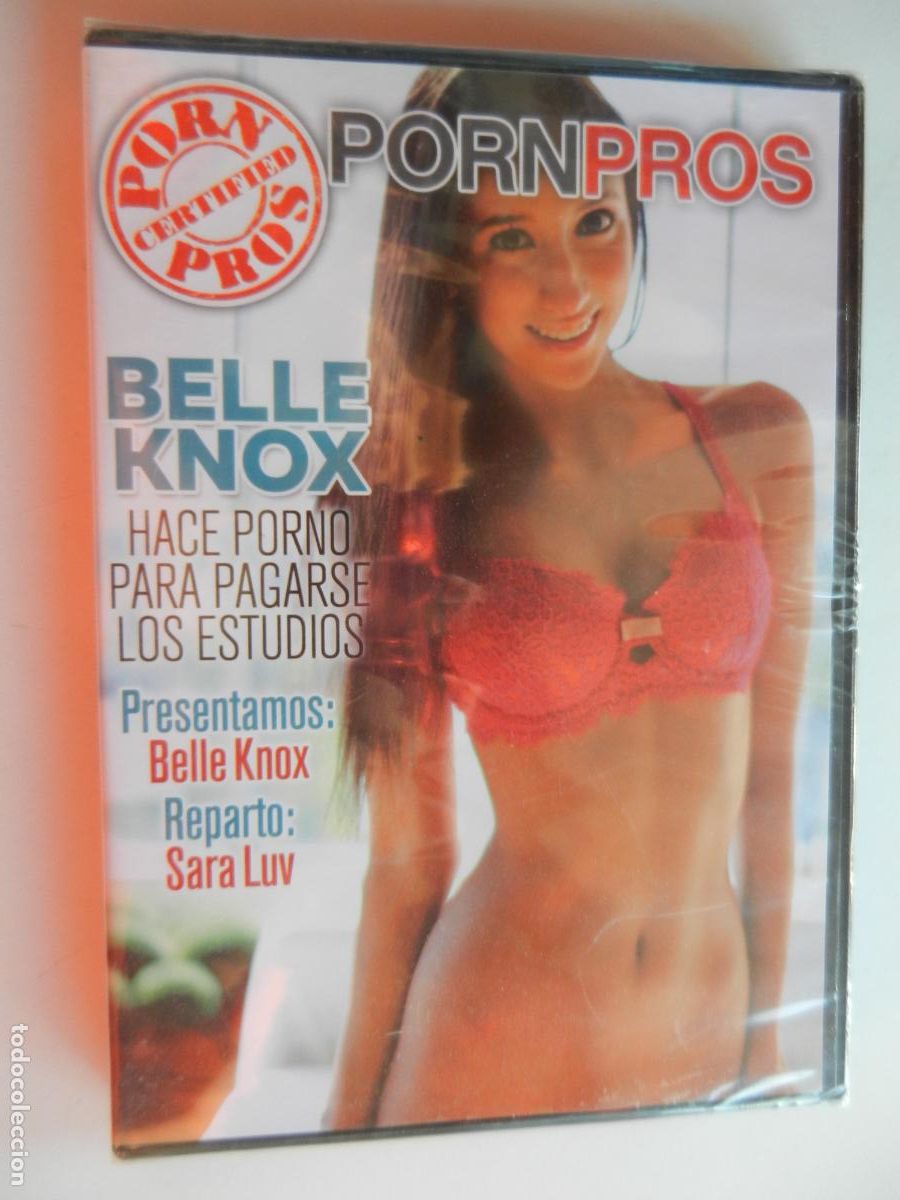 PORN
CERTIFIED
PROS
PORNPROS
BELLE
KNOX
HACE PORNO
PARA PAGARSE
LOS ESTUDIOS
Presentamos:
Belle Knox
Reparto:
Sara Luv
todocoleccion